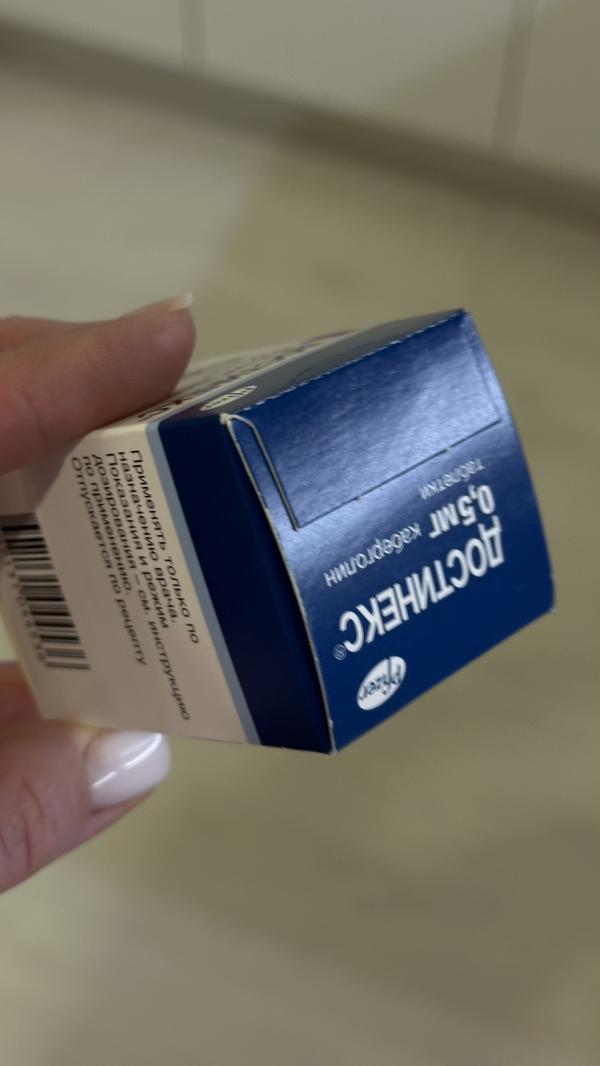 Pfizer
ДОСТИНЕКС®
каберголин
0,5 мг
таблетки
Применять только по
назначению врача.
Показания и режим
дозирования – см. инструкцию
по применению.
Отпускается по рецепту